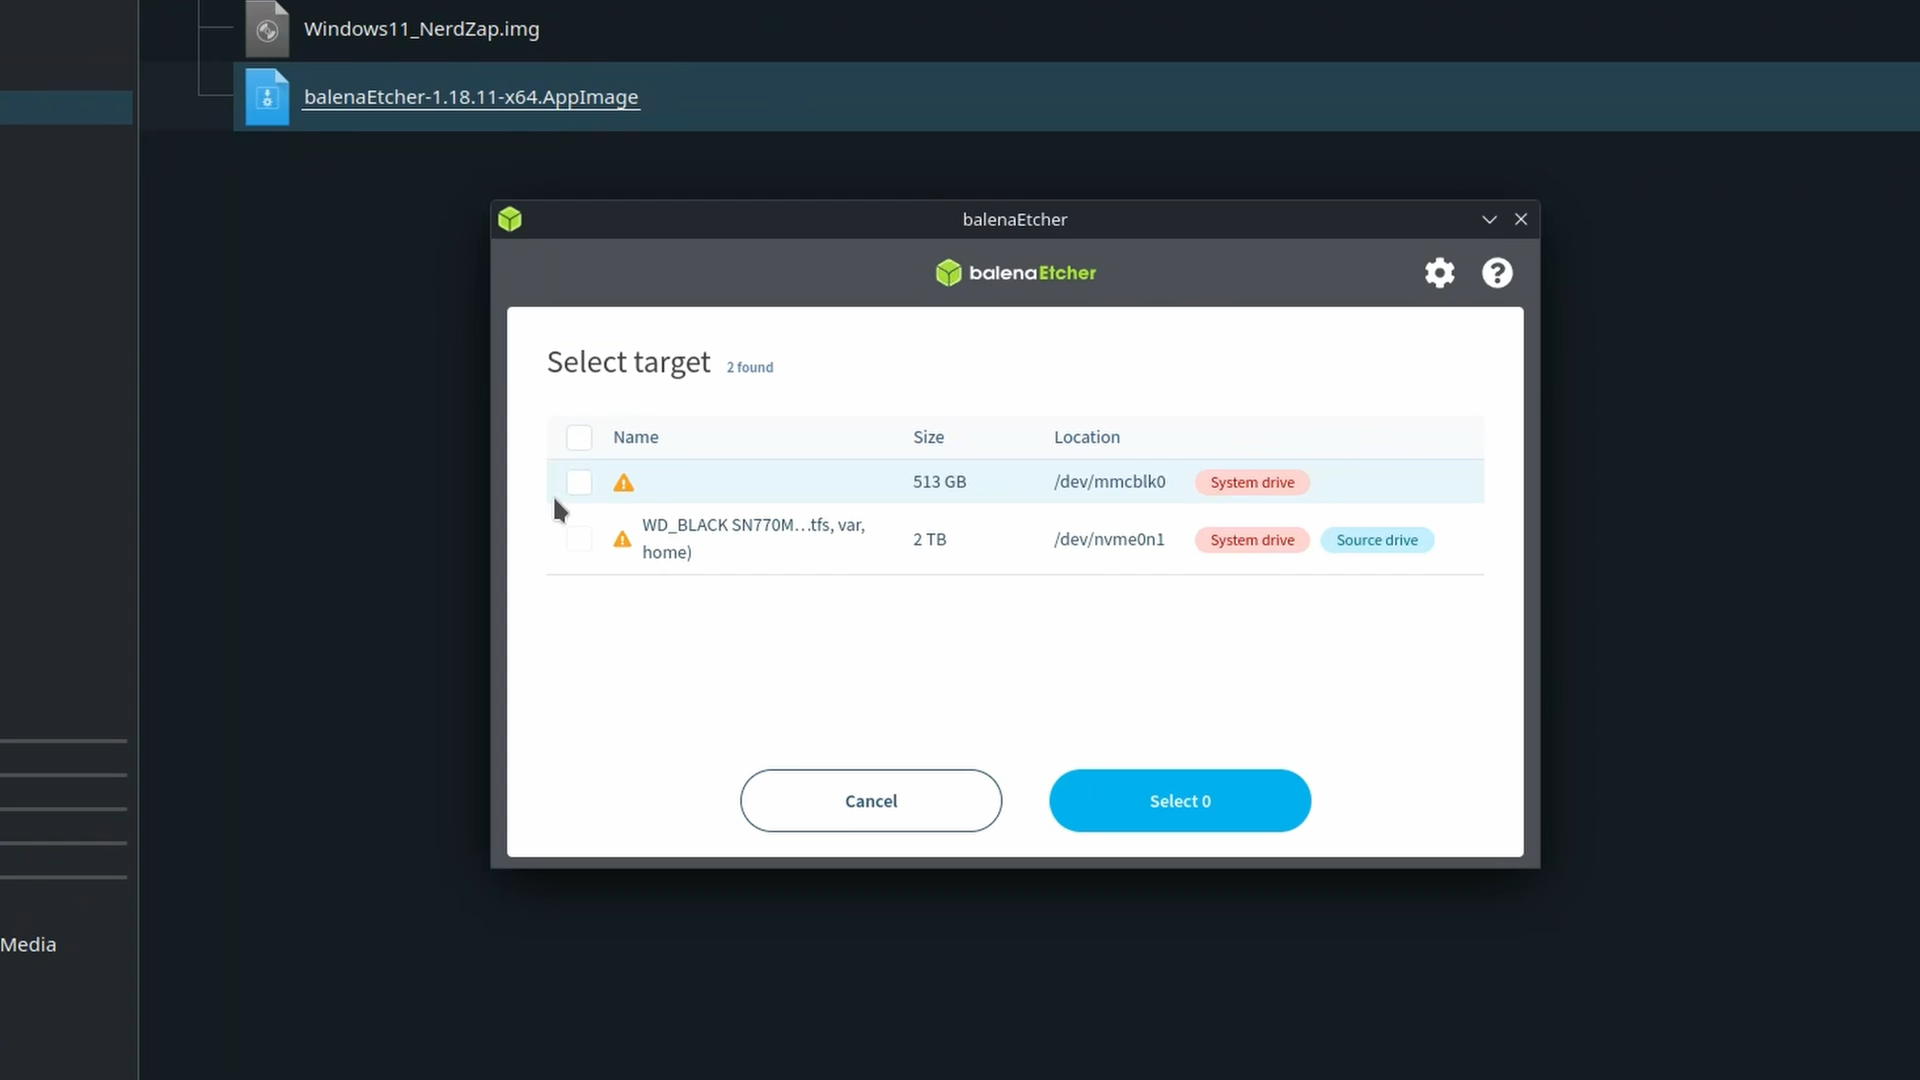 Windows11_NerdZap.img
balenaEtcher-1.18.11-x64.AppImage
balenaEtcher
balenaEtcher
Select target 2 found
Name Size Location
513 GB /dev/mmcblk0 System drive
WD_BLACK SN770M...tfs, var,
home) 2 TB /dev/nvme0n1 System drive Source drive
Cancel Select 0
Media